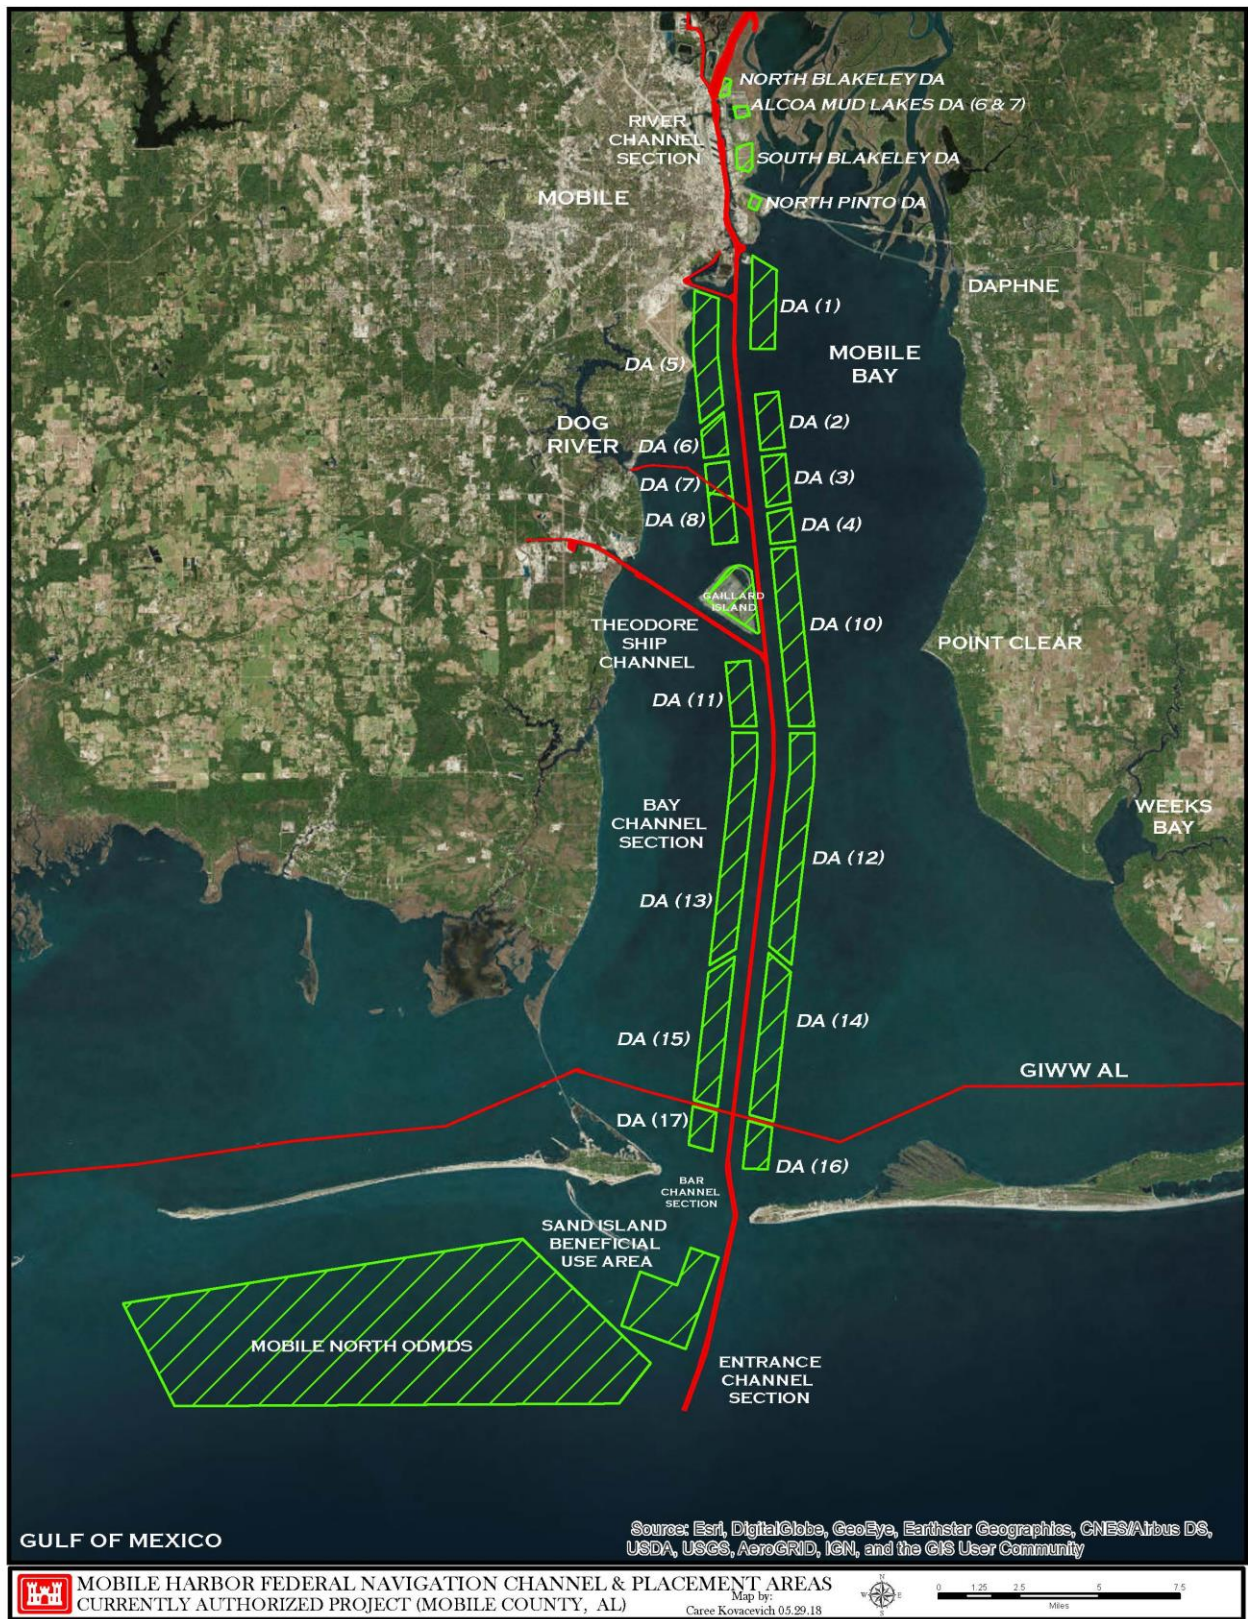 NORTH BLAKELEY DA
ALCOA MUD LAKES DA (6 & 7)
RIVER
CHANNEL
SECTION
SOUTH BLAKELEY DA
MOBILE
NORTH PINTO DA
DAPHNE
DA (1)
MOBILE
BAY
DA (5)
DOG
RIVER
DA (2)
DA (6)
DA (3)
DA (7)
DA (8)
DA (4)
GAILLARD
ISLAND
THEODORE
SHIP
CHANNEL
DA (10)
POINT CLEAR
DA (11)
BAY
CHANNEL
SECTION
WEEKS
BAY
DA (12)
DA (13)
DA (14)
DA (15)
GIWW AL
DA (17)
DA (16)
BAR
CHANNEL
SECTION
SAND ISLAND
BENEFICIAL
USE AREA
MOBILE NORTH ODMDS
ENTRANCE
CHANNEL
SECTION
GULF OF MEXICO
Source: Esri, DigitalGlobe, GeoEye, Earthstar Geographics, CNES/Airbus DS,
USDA, USGS, AeroGRID, IGN, and the GIS User Community
MOBILE HARBOR FEDERAL NAVIGATION CHANNEL & PLACEMENT AREAS
CURRENTLY AUTHORIZED PROJECT (MOBILE COUNTY, AL)
Map by:
Caree Kovacevich 05.29.18
N
W E
S
0 1.25 2.5 5 7.5
Miles